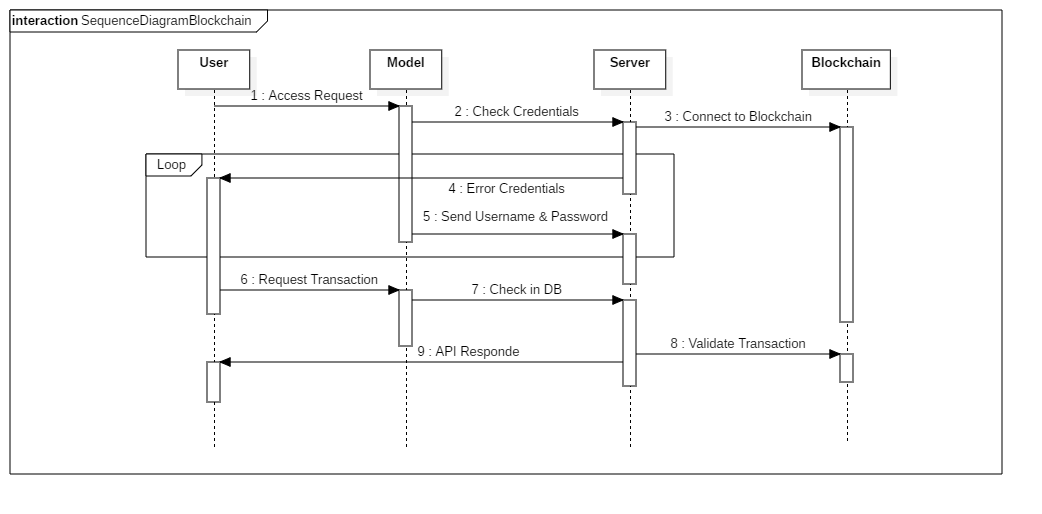 interaction SequenceDiagramBlockchain
User
Model
Server
Blockchain
1 : Access Request
2 : Check Credentials
3 : Connect to Blockchain
Loop
4 : Error Credentials
5 : Send Username & Password
6 : Request Transaction
7 : Check in DB
8 : Validate Transaction
9 : API Responde